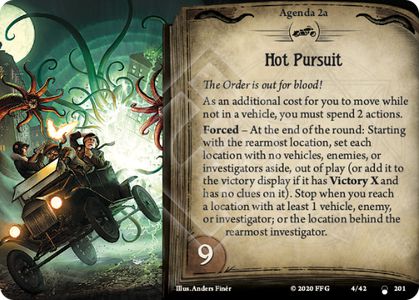 Agenda 2a
Hot Pursuit
The Order is out for blood!
As an additional cost for you to move while
not in a vehicle, you must spend 2 actions.
Forced – At the end of the round: Starting
with the rearmost location, set each
location with no vehicles, enemies, or
investigators aside, out of play (or add it to
the victory display if it has Victory X and
has no clues on it). Stop when you reach
a location with at least 1 vehicle, enemy,
or investigator; or the location behind the
rearmost investigator.
9
Illus. Anders Finér
© 2020 FFG
4/42
201